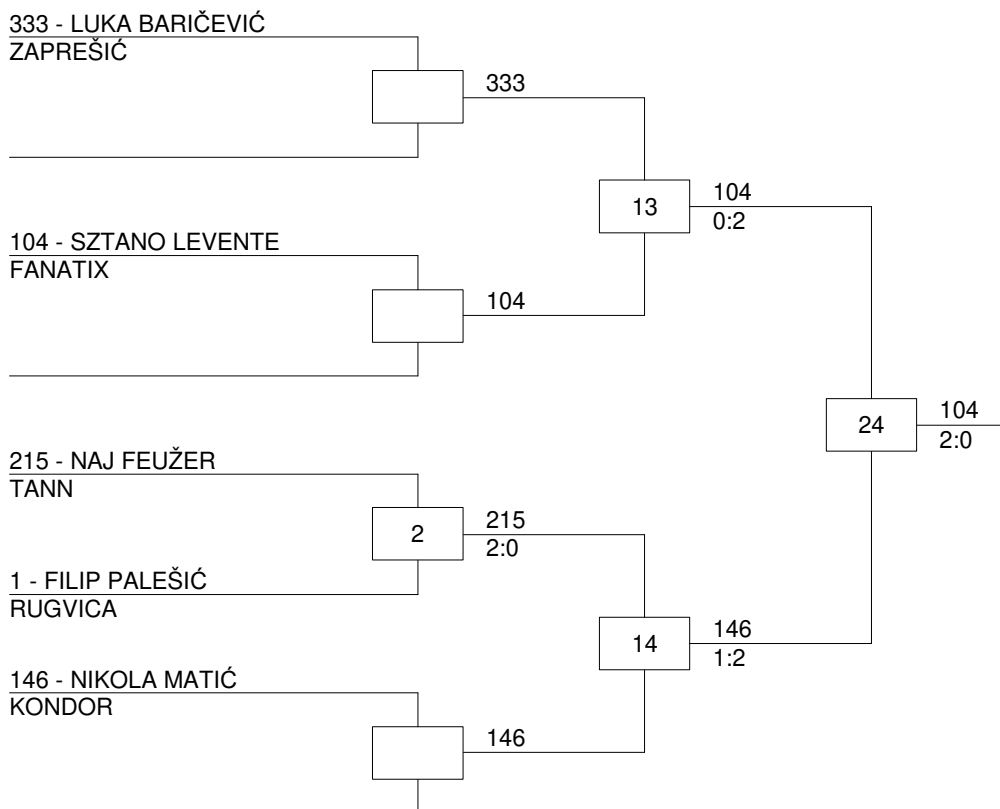 333 - LUKA BARIČEVIĆ
ZAPREŠIĆ
333
13
104
0:2
104 - SZTANO LEVENTE
FANATIX
104
24
104
2:0
215 - NAJ FEUŽER
TANN
2
215
2:0
1 - FILIP PALEŠIĆ
RUGVICA
14
146
1:2
146 - NIKOLA MATIĆ
KONDOR
146